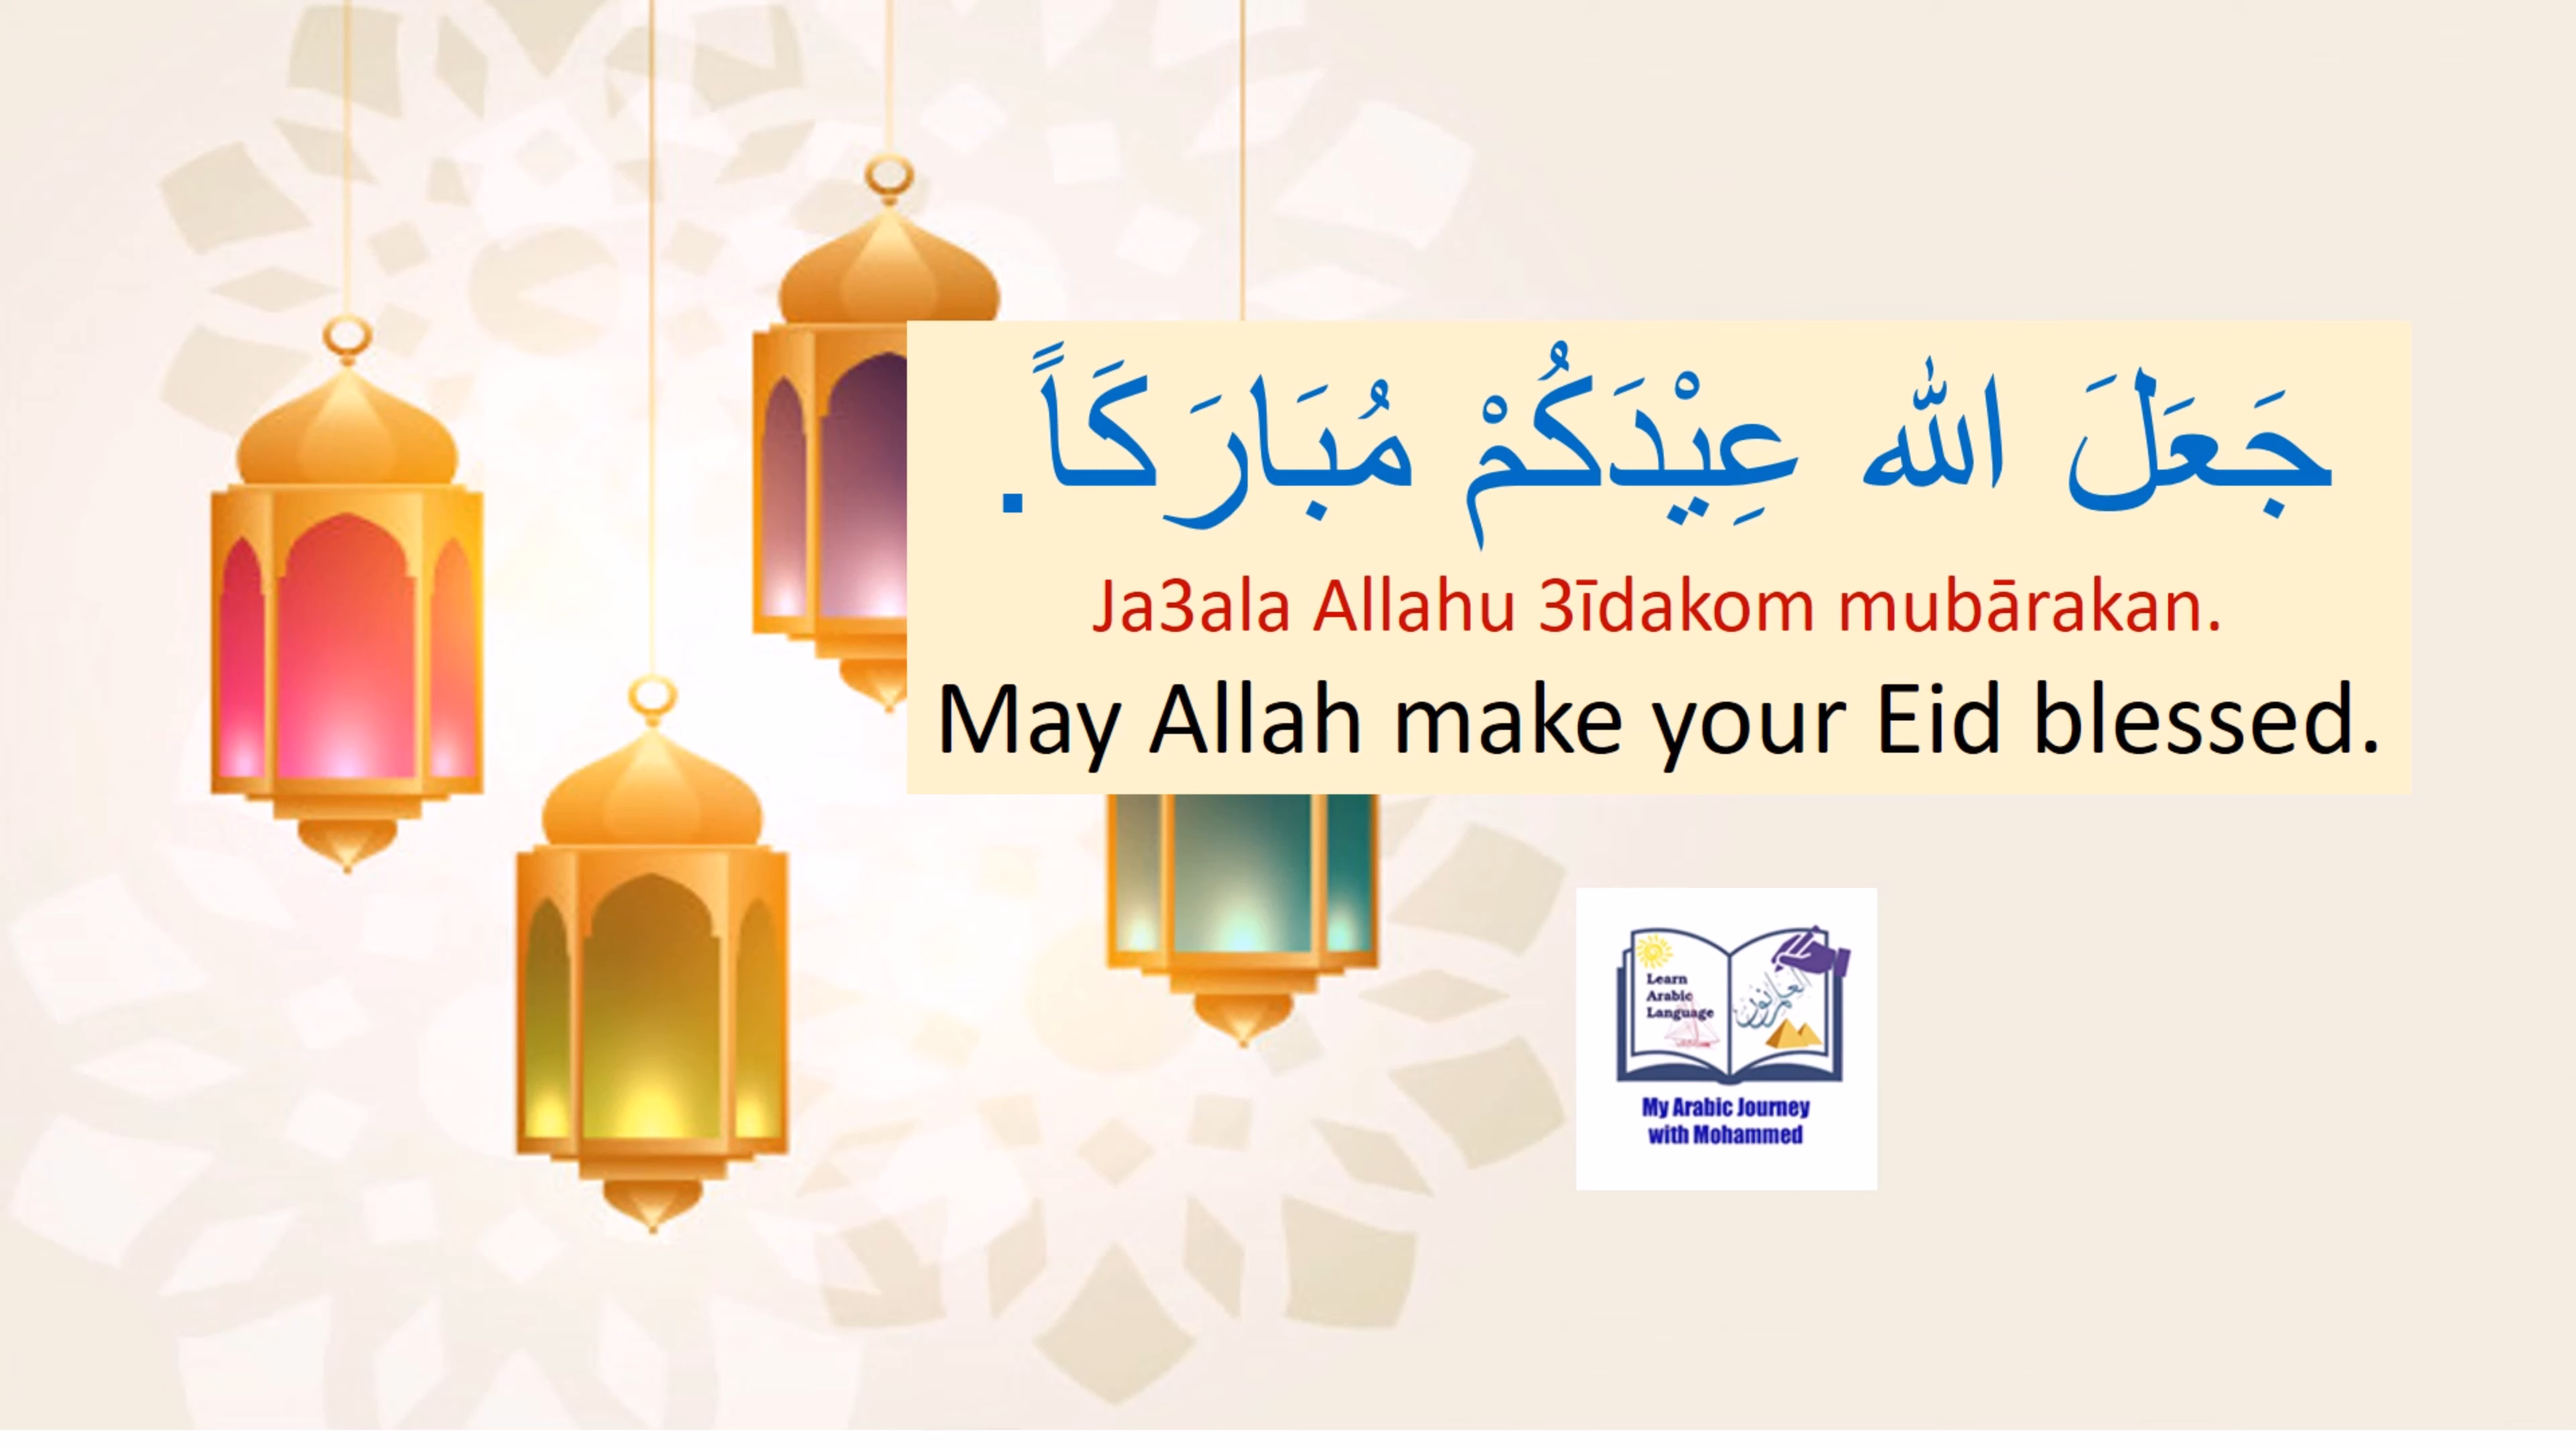 جَعَلَ الله عِيْدَكُمْ مُبَارَكَاً.
Ja3ala Allahu 3īdakom mubārakan.
May Allah make your Eid blessed.
Learn
Arabic
Language
My Arabic Journey
with Mohammed